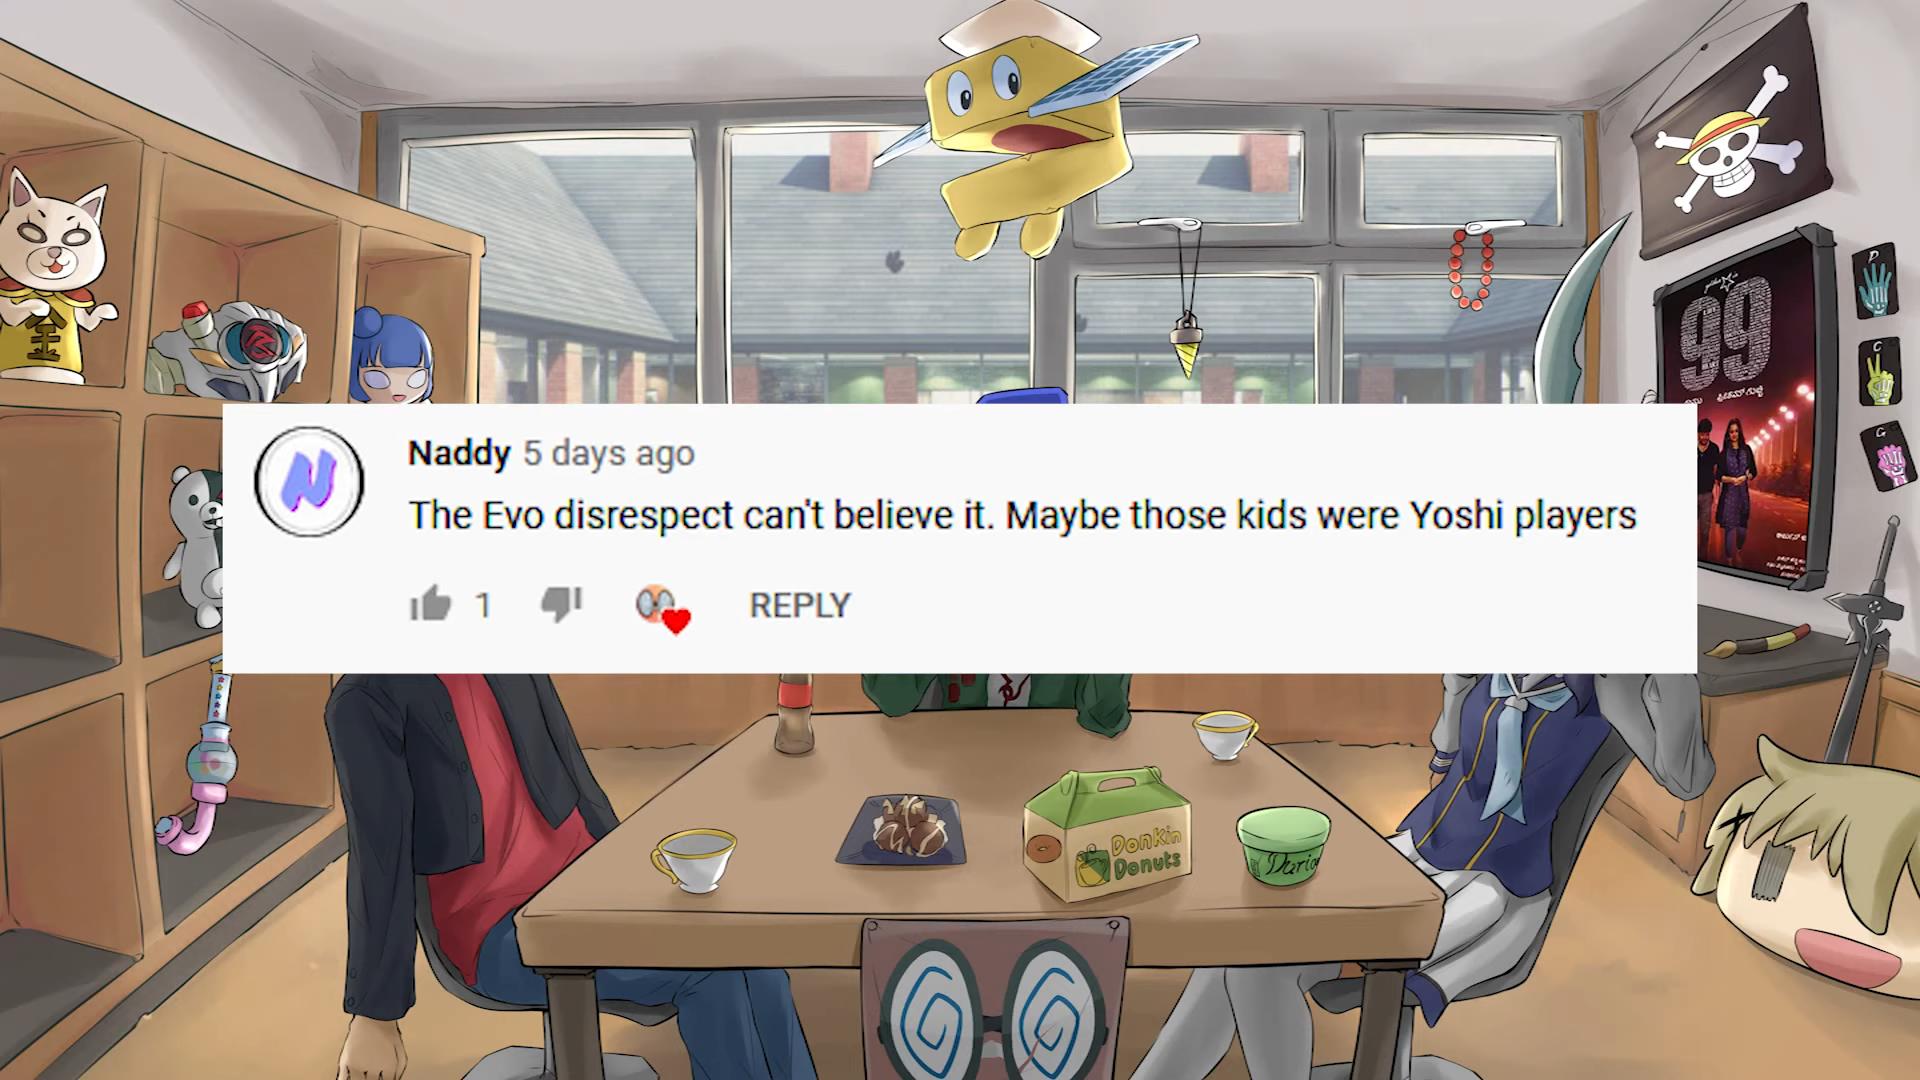 99
P
C
G
Naddy 5 days ago
The Evo disrespect can't believe it. Maybe those kids were Yoshi players
1
REPLY
金
DonKin
Donuts